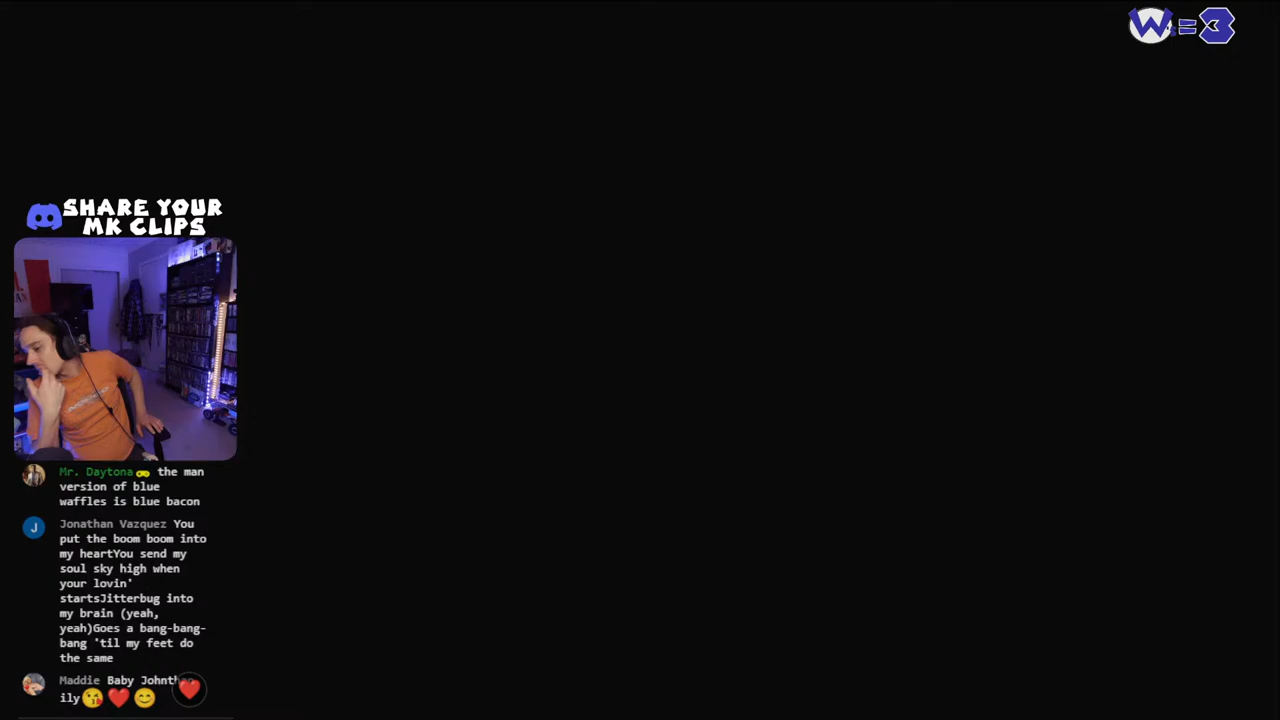 W=3
SHARE YOUR
MK CLIPS
Mr. Daytona the man
version of blue
waffles is blue bacon
J
Jonathan Vazquez You
put the boom boom into
my heartYou send my
soul sky high when
your lovin'
startsJitterbug into
my brain (yeah,
yeah)Goes a bang-bang-
bang 'til my feet do
the same
Maddie Baby
ily😘❤️😊